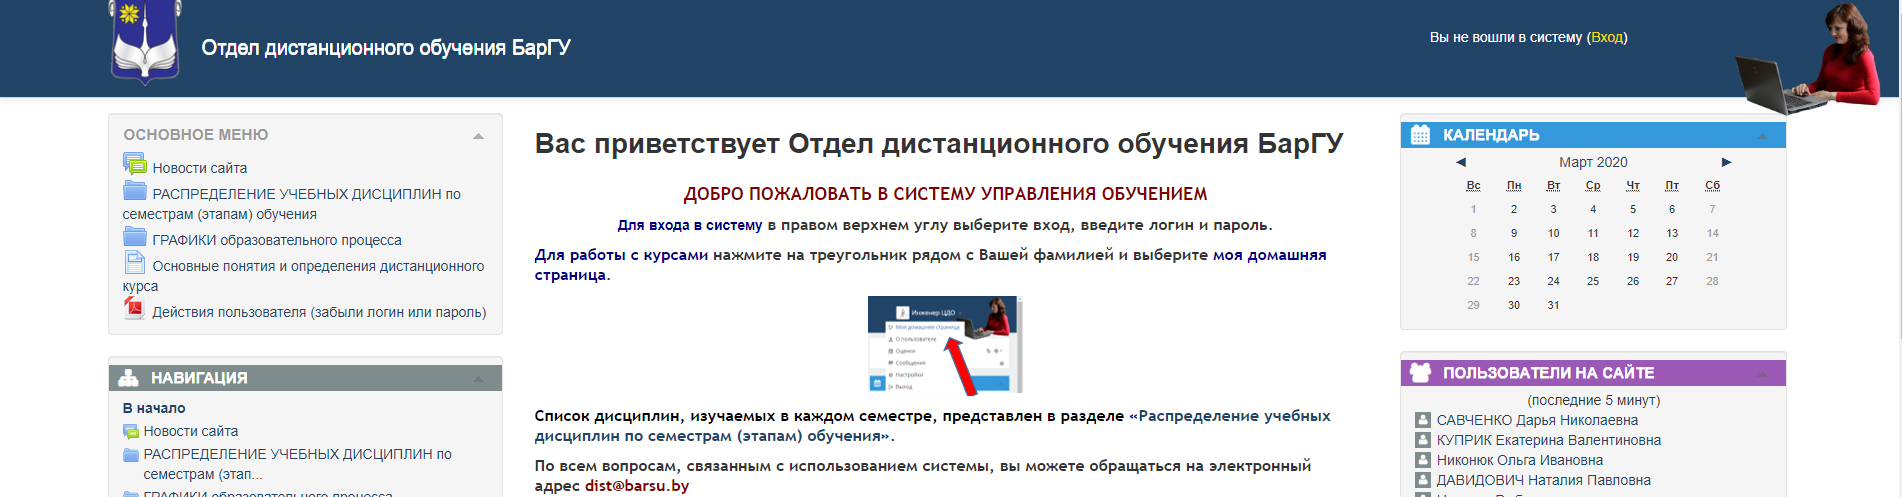 Отдел дистанционного обучения БарГУ
Вы не вошли в систему (Вход)
ОСНОВНОЕ МЕНЮ
Новости сайта
РАСПРЕДЕЛЕНИЕ УЧЕБНЫХ ДИСЦИПЛИН по
семестрам (этапам) обучения
ГРАФИКИ образовательного процесса
Основные понятия и определения дистанционного
курса
Действия пользователя (забыли логин или пароль)
НАВИГАЦИЯ
В начало
Новости сайта
РАСПРЕДЕЛЕНИЕ УЧЕБНЫХ ДИСЦИПЛИН по
семестрам (этап...
ГРАФИКИ образовательного процесса
Вас приветствует Отдел дистанционного обучения БарГУ
ДОБРО ПОЖАЛОВАТЬ В СИСТЕМУ УПРАВЛЕНИЯ ОБУЧЕНИЕМ
Для входа в систему в правом верхнем углу выберите вход, введите логин и пароль.
Для работы с курсами нажмите на треугольник рядом с Вашей фамилией и выберите моя домашняя
страница.
Инженер ЦДО
Моя домашняя страница
О пользователе
Оценки
Сообщения
Настройки
Выход
Список дисциплин, изучаемых в каждом семестре, представлен в разделе «Распределение учебных
дисциплин по семестрам (этапам) обучения».
По всем вопросам, связанным с использованием системы, вы можете обращаться на электронный
адрес dist@barsu.by
КАЛЕНДАРЬ
Март 2020
Вс Пн Вт Ср Чт Пт Сб
1 2 3 4 5 6 7
8 9 10 11 12 13 14
15 16 17 18 19 20 21
22 23 24 25 26 27 28
29 30 31
ПОЛЬЗОВАТЕЛИ НА САЙТЕ
(последние 5 минут)
САВЧЕНКО Дарья Николаевна
КУПРИК Екатерина Валентиновна
Никонюк Ольга Ивановна
ДАВИДОВИЧ Наталия Павловна